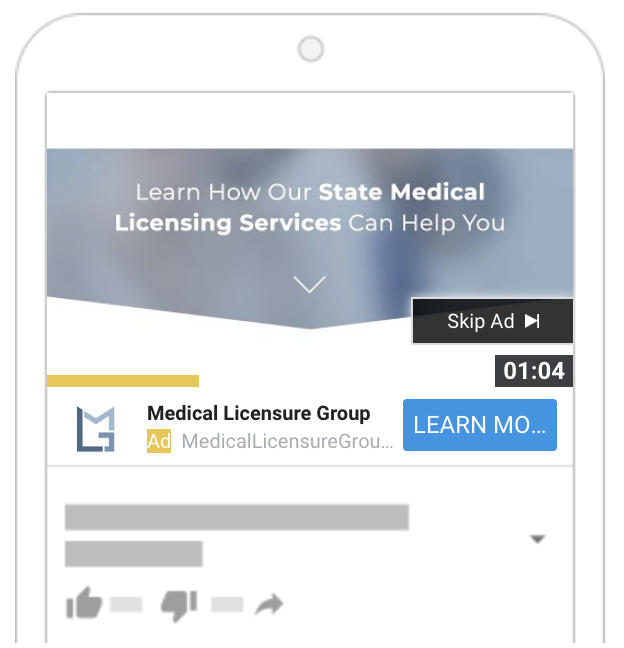 Learn How Our State Medical
Licensing Services Can Help You
Skip Ad
01:04
Medical Licensure Group
Ad MedicalLicensureGrou...
LEARN MO...